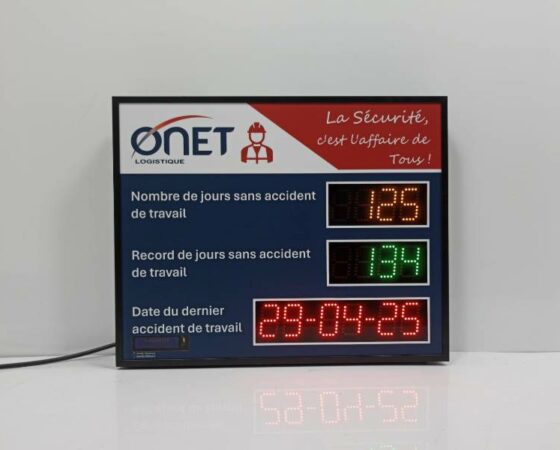 ONET
LOGISTIQUE
La Sécurité,
c'est l'affaire de
Tous !
Nombre de jours sans accident
de travail
125
Record de jours sans accident
de travail
134
Date du dernier
accident de travail
29-04-25